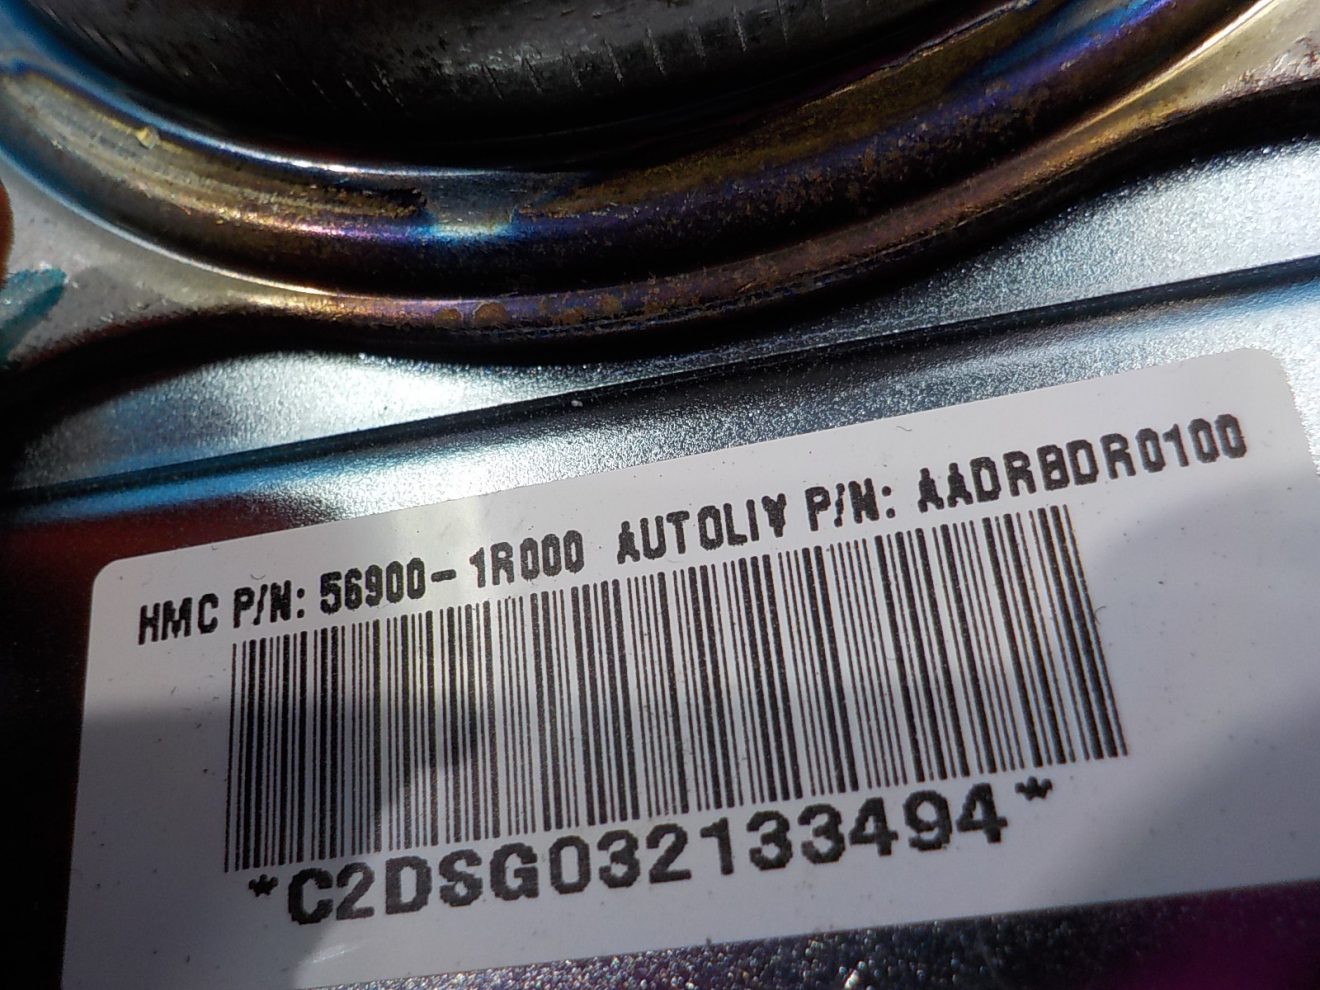 HMC P/N: 56900-1R000 AUTOLIV P/N: AADRBDR0100
*C2DSG032133494*